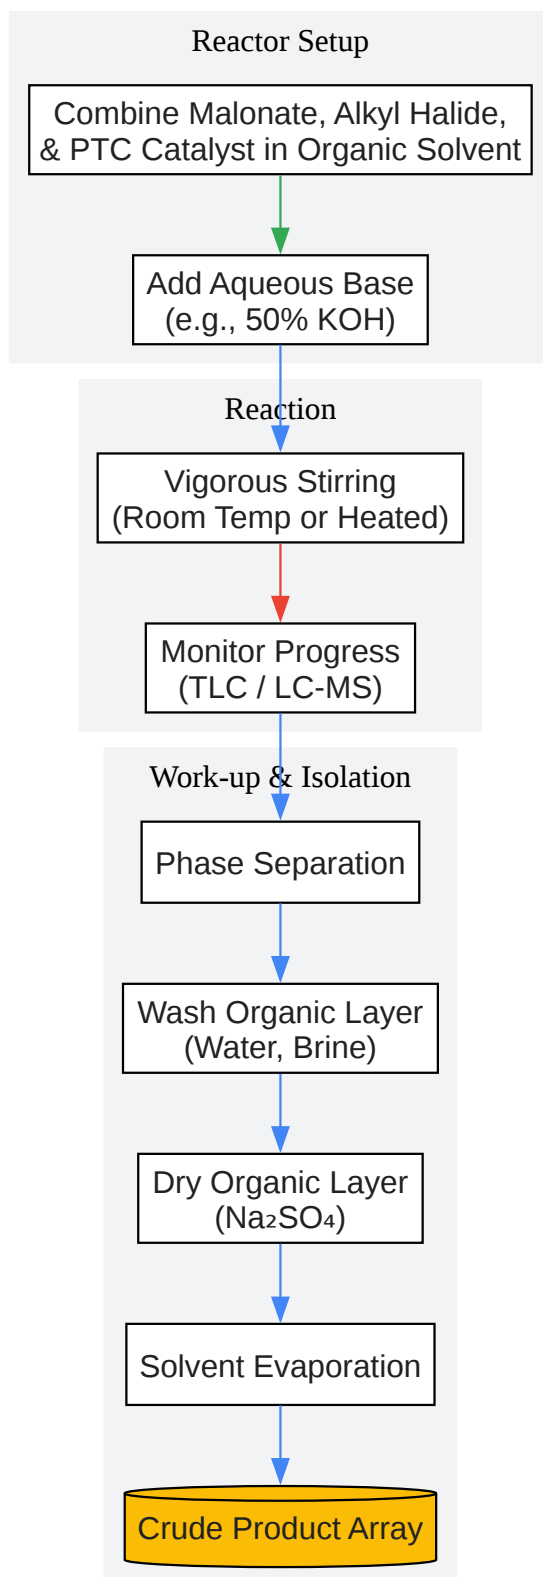 Reactor Setup
Combine Malonate, Alkyl Halide,
& PTC Catalyst in Organic Solvent
Add Aqueous Base
(e.g., 50% KOH)
Reaction
Vigorous Stirring
(Room Temp or Heated)
Monitor Progress
(TLC / LC-MS)
Work-up & Isolation
Phase Separation
Wash Organic Layer
(Water, Brine)
Dry Organic Layer
(Na₂SO₄)
Solvent Evaporation
Crude Product Array